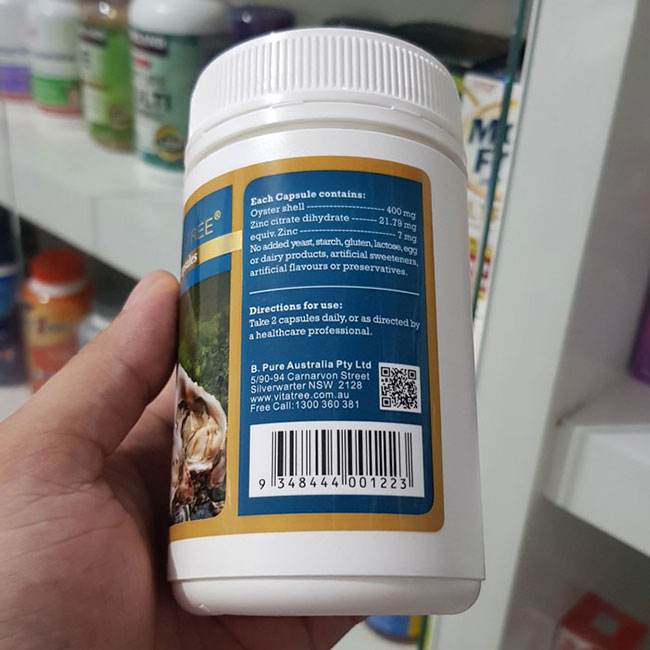 Each Capsule contains:
Oyster shell ---------------------- 400 mg
Zinc citrate dihydrate ------- 21.79 mg
equiv. Zinc --------------------------- 7 mg
No added yeast, starch, gluten, lactose, egg
or dairy products, artificial sweeteners,
artificial flavours or preservatives.
Directions for use:
Take 2 capsules daily, or as directed by
a healthcare professional.
B. Pure Australia Pty Ltd
5/90-94 Carnarvon Street
Silverwarter NSW 2128
www.vitatree.com.au
Free Call:1300 360 381
9 348444 001223